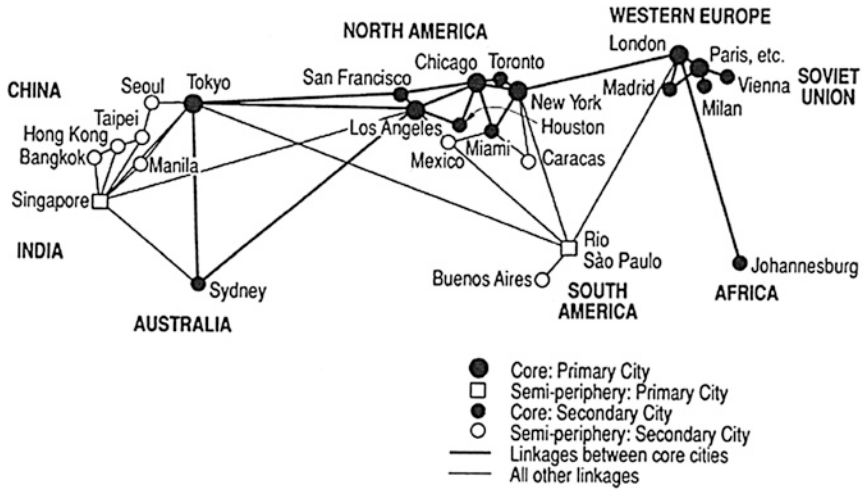 WESTERN EUROPE
NORTH AMERICA
London
Paris, etc.
SOVIET
UNION
Chicago
Toronto
San Francisco
Tokyo
CHINA
Seoul
Madrid
Vienna
Milan
New York
Taipei
Hong Kong
Bangkok
Manila
Los Angeles
Houston
Miami
Mexico
Caracas
Singapore
INDIA
Rio
Sào Paulo
Johannesburg
Buenos Aires
Sydney
SOUTH
AMERICA
AFRICA
AUSTRALIA
Core: Primary City
Semi-periphery: Primary City
Core: Secondary City
Semi-periphery: Secondary City
Linkages between core cities
All other linkages